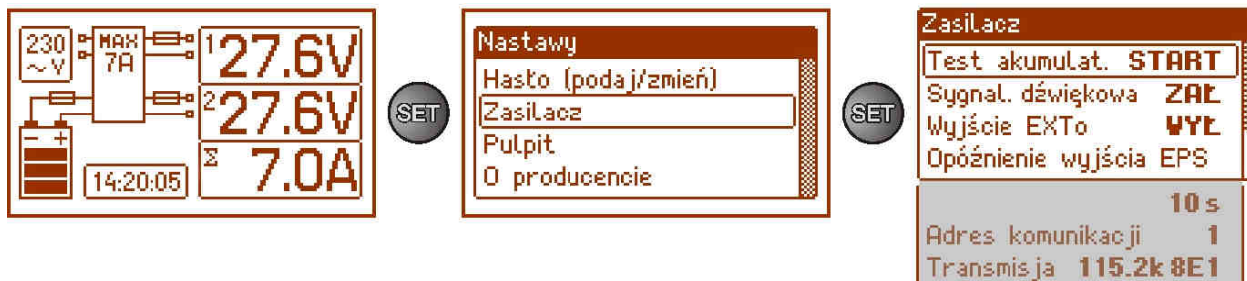 230
~V
MAX
7A
1 27.6V
2 27.6V
Σ 7.0A
- +
14:20:05
SET
Nastawy
Hasło (podaj/zmień)
Zasilacz
Pulpit
O producencie
SET
Zasilacz
Test akumulat. START
Sygnal. dźwiękowa ZAŁ
Wyjście EXTo WYŁ
Opóźnienie wyjścia EPS
10 s
Adres komunikacji 1
Transmisja 115.2k 8E1